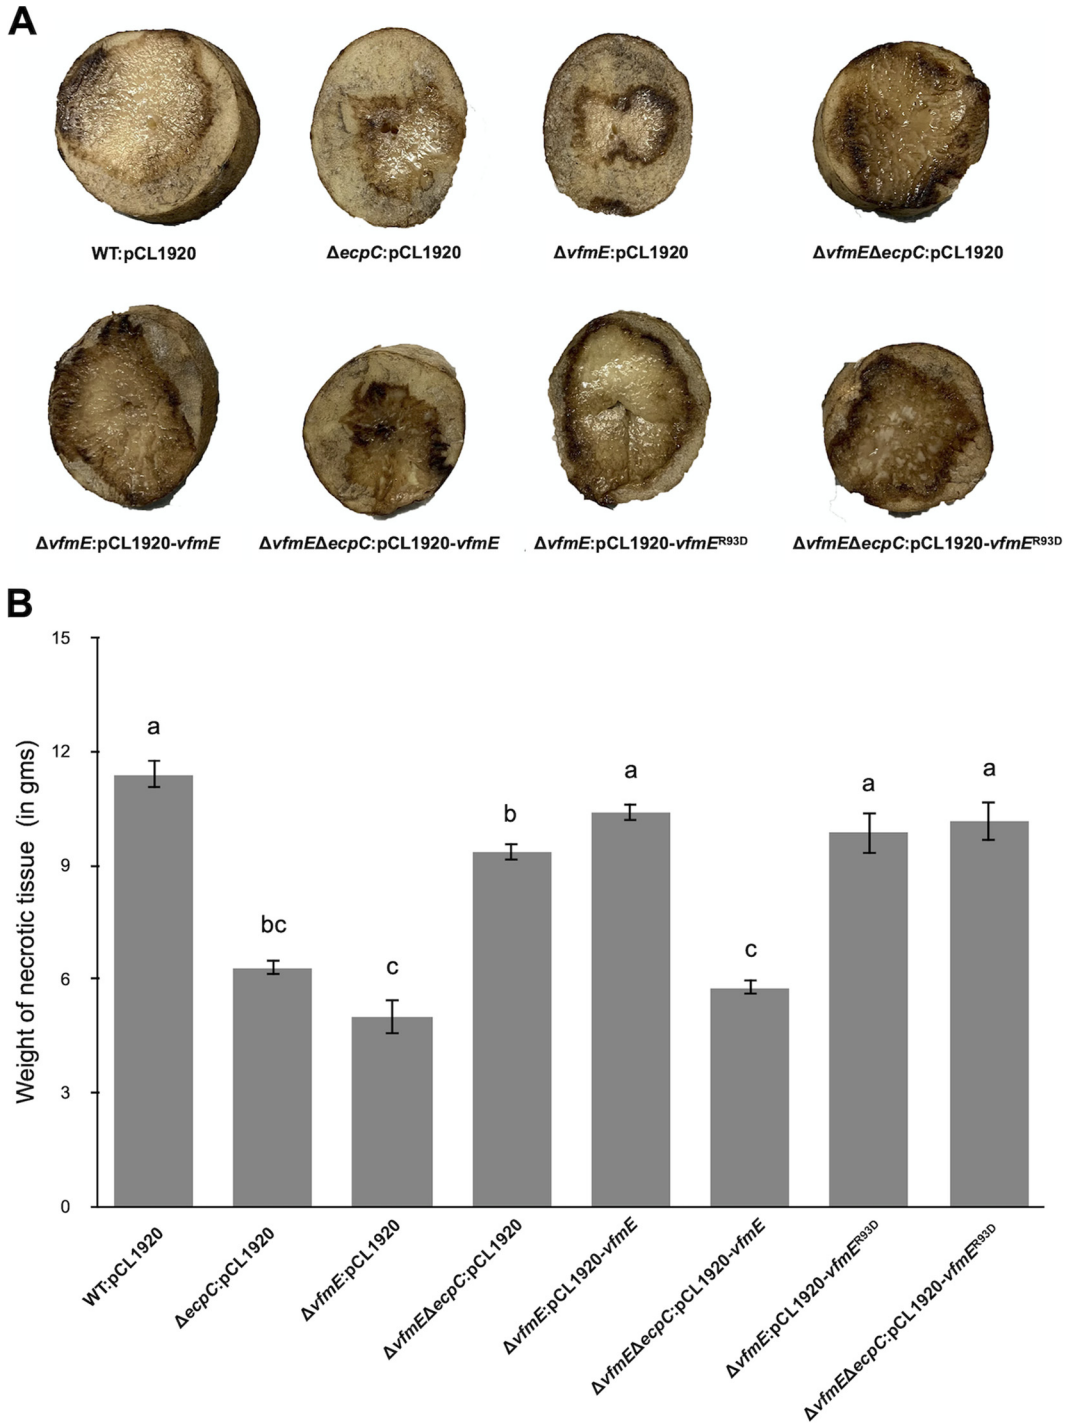 A
WT:pCL1920
ΔecpC:pCL1920
ΔvfmE:pCL1920
ΔvfmEΔecpC:pCL1920
ΔvfmE:pCL1920-vfmE
ΔvfmEΔecpC:pCL1920-vfmE
ΔvfmE:pCL1920-vfmER93D
ΔvfmEΔecpC:pCL1920-vfmER93D
B
Weight of necrotic tissue (in gms)
15
12
9
6
3
0
a
bc
c
b
a
c
a
a
WT:pCL1920
ΔecpC:pCL1920
ΔvfmE:pCL1920
ΔvfmEΔecpC:pCL1920
ΔvfmE:pCL1920-vfmE
ΔvfmEΔecpC:pCL1920-vfmE
ΔvfmE:pCL1920-vfmER93D
ΔvfmEΔecpC:pCL1920-vfmER93D